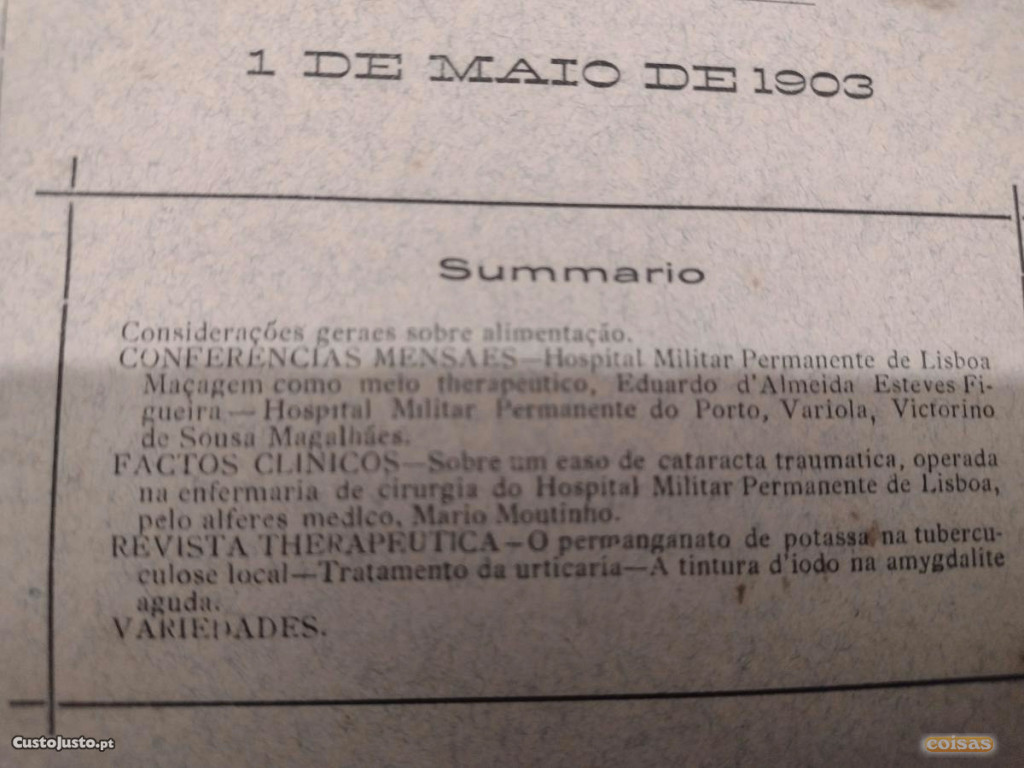 1 DE MAIO DE 1903
Summario
Considerações geraes sobre alimentação.
CONFERENCIAS MENSAES—Hospital Militar Permanente de Lisboa
Maçagem como meio therapeutico, Eduardo d'Almeida Esteves Fi-
gueira — Hospital Militar Permanente do Porto, Variola, Victorino
de Sousa Magalhães.
FACTOS CLINICOS—Sobre um caso de cataracta traumatica, operada
na enfermaria de cirurgia do Hospital Militar Permanente de Lisboa,
pelo alferes medico, Mario Moutinho.
REVISTA THERAPEUTICA—O permanganato de potassa na tubercu-
culose local—Tratamento da urticaria—A tintura d'iodo na amygdalite
aguda.
VARIEDADES.
CustoJusto.pt
coisas